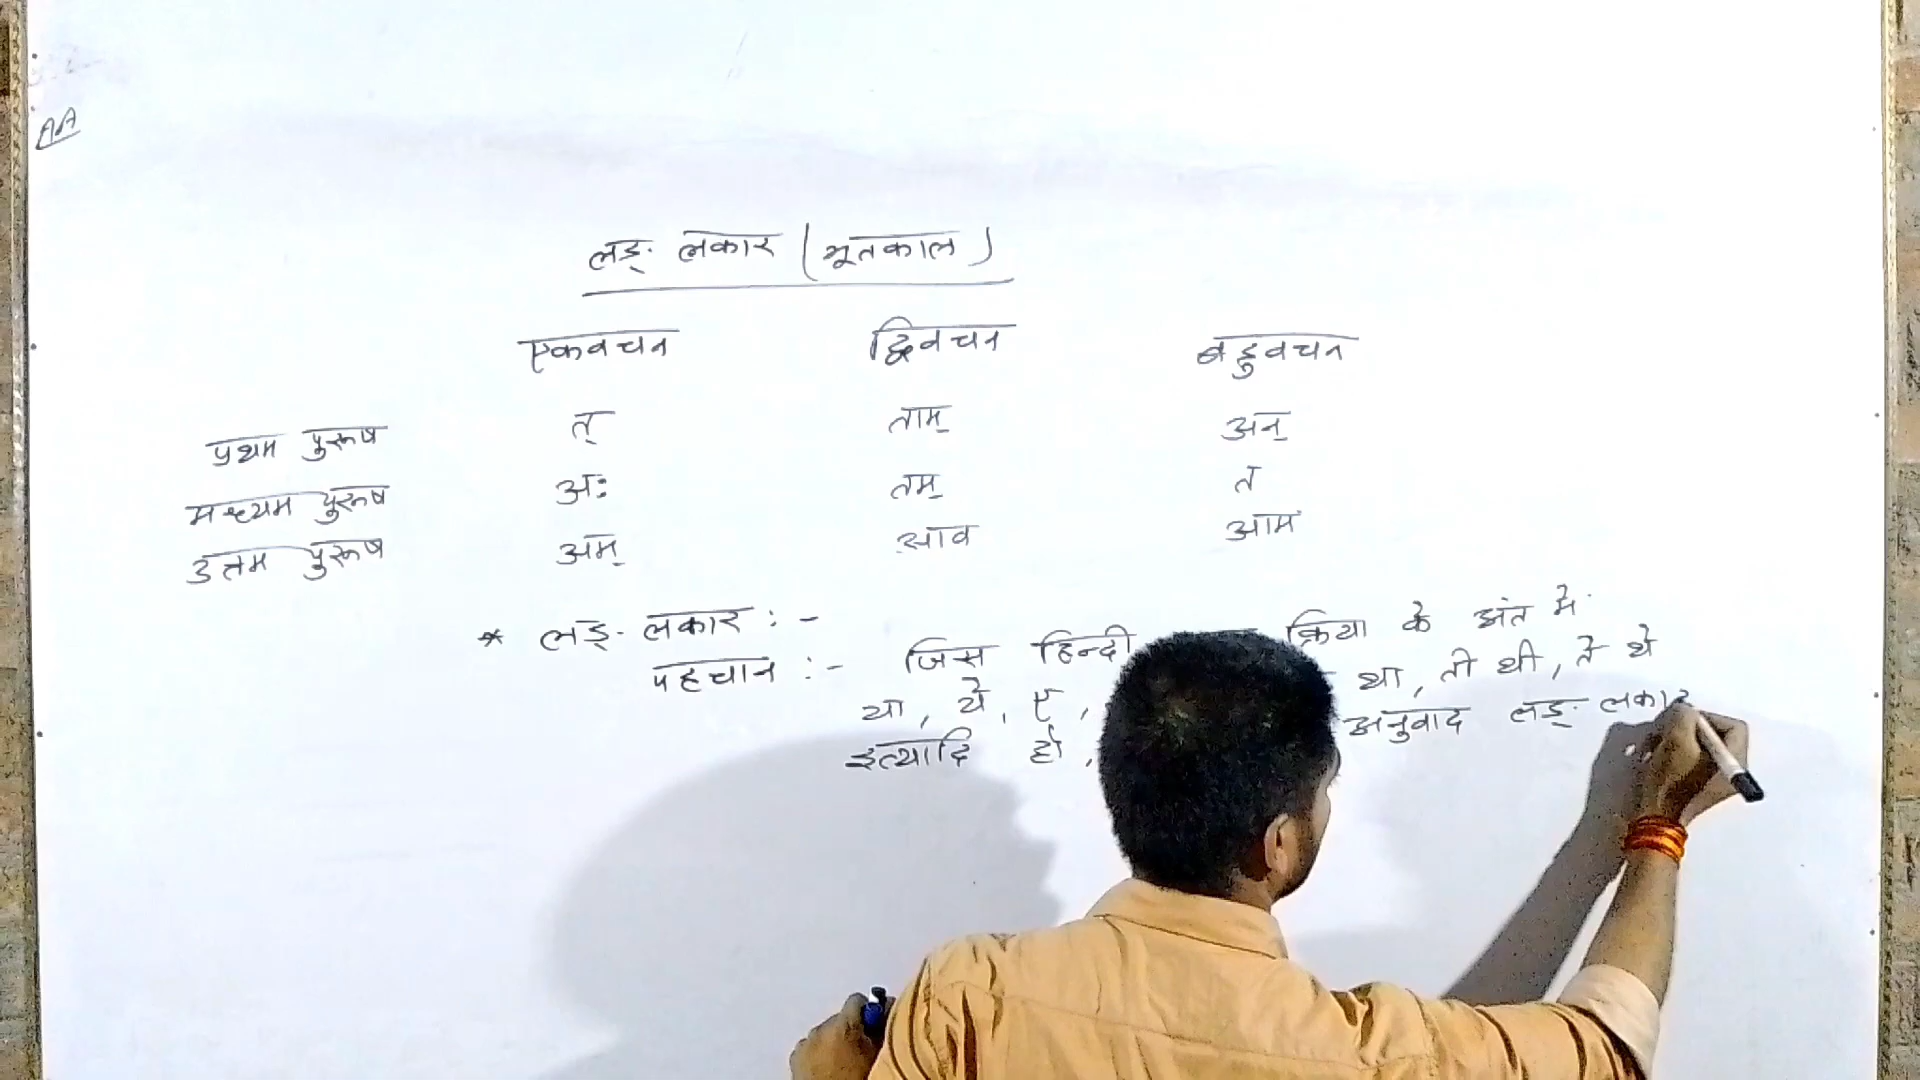 लङ् लकार (भूतकाल)
एकवचन द्विवचन बहुवचन
प्रथम पुरूष त् ताम् अन्
मध्यम पुरूष अः तम् त
उत्तम पुरूष अम् आव आम
* लङ् लकार :-
पहचान :- जिस हिन्दी क्रिया के अंत में
या, ये, ए, था, ती थी, ते थे
इत्यादि हो, अनुवाद लङ् लकार